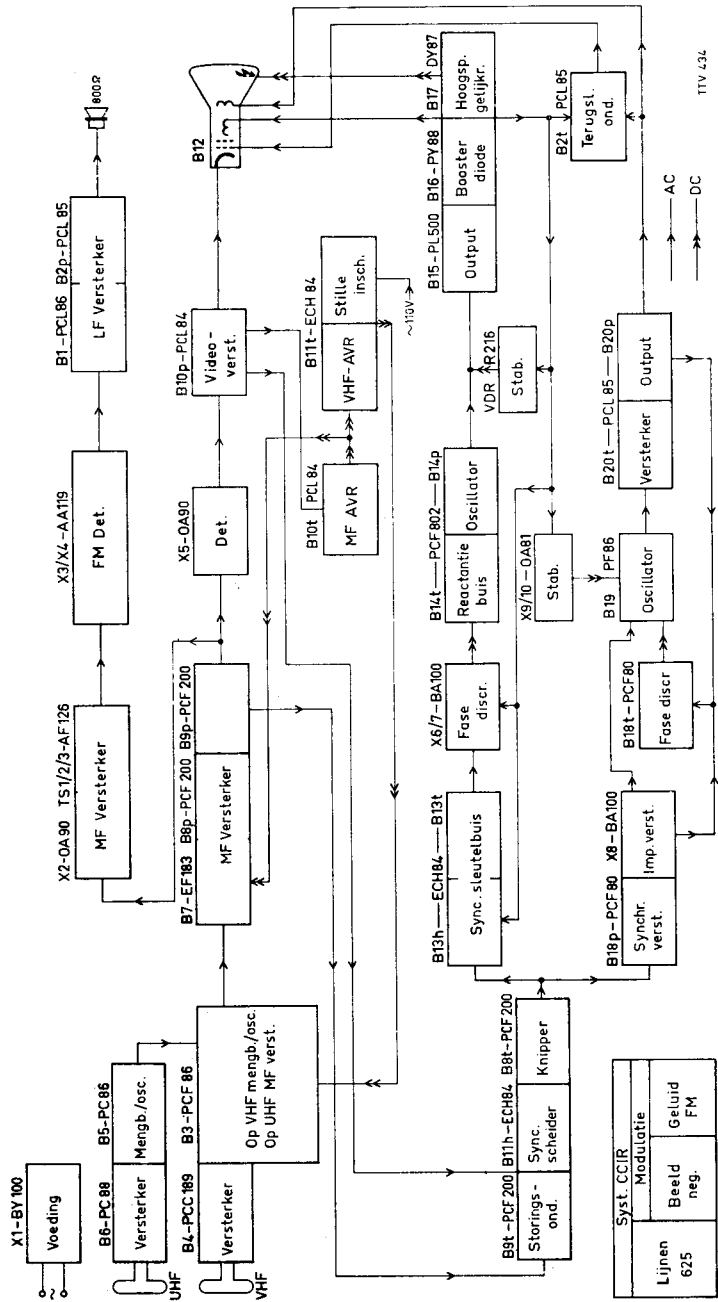 X1-BY100
Voeding
~
B6-PC88
B5-PC86
Versterker
Mengb./osc.
UHF
B4-PCC189
B3-PCF86
Versterker
Op VHF mengb./osc.
Op UHF MF verst.
VHF
X2-OA90 TS1/2/3-AF126
MF Versterker
X3/X4-AA119
FM Det.
B1-PCL86 B2p-PCL85
LF Versterker
800Ω
B7-EF183 B8p-PCF200 B9p-PCF200
MF Versterker
X5-OA90
Det.
B10p-PCL84
Video-
verst.
B12
B10t PCL84
MF AVR
B11t-ECH84
VHF-AVR
Stille
insch.
~110V
B13h — ECH84 — B13t
Sync. sleutelbuis
X6/7-BA100
Fase
discr.
B14t — PCF802 — B14p
Reactantie
buis
Oscillator
VDR R216
Stab.
B15-PL500
B16-PY88
B17 DY87
Output
Booster
diode
Hoogsp.
gelijkr.
X9/10-OA81
Stab.
B2t PCL85
Terugsl.
ond.
B9t-PCF200
B11h-ECH84
B8t-PCF200
Storings-
ond.
Sync.
scheider
Knipper
B18p-PCF80
X8-BA100
Synchr.
verst.
Imp.verst.
B18t-PCF80
Fase discr
B19 PF86
Oscillator
B20t — PCL85 — B20p
Versterker
Output
AC
DC
Syst. CCIR
Lijnen
625
Modulatie
Beeld
neg.
Geluid
FM
TTV 434